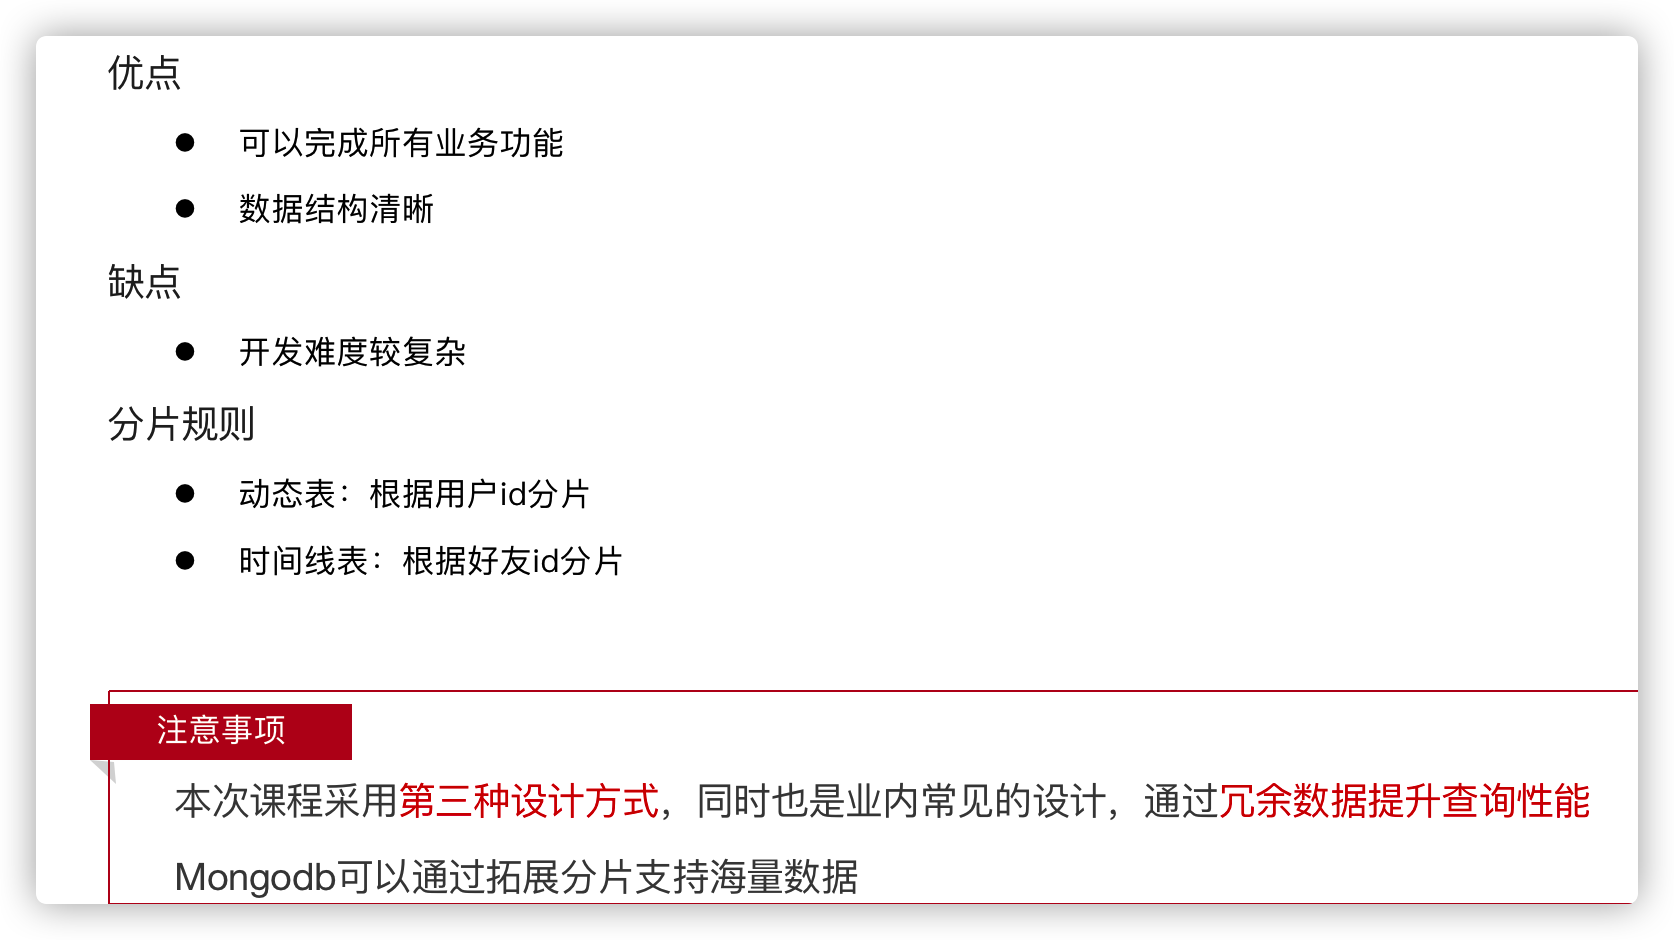 优点
● 可以完成所有业务功能
● 数据结构清晰
缺点
● 开发难度较复杂
分片规则
● 动态表：根据用户id分片
● 时间线表：根据好友id分片
注意事项
本次课程采用第三种设计方式，同时也是业内常见的设计，通过冗余数据提升查询性能
Mongodb可以通过拓展分片支持海量数据